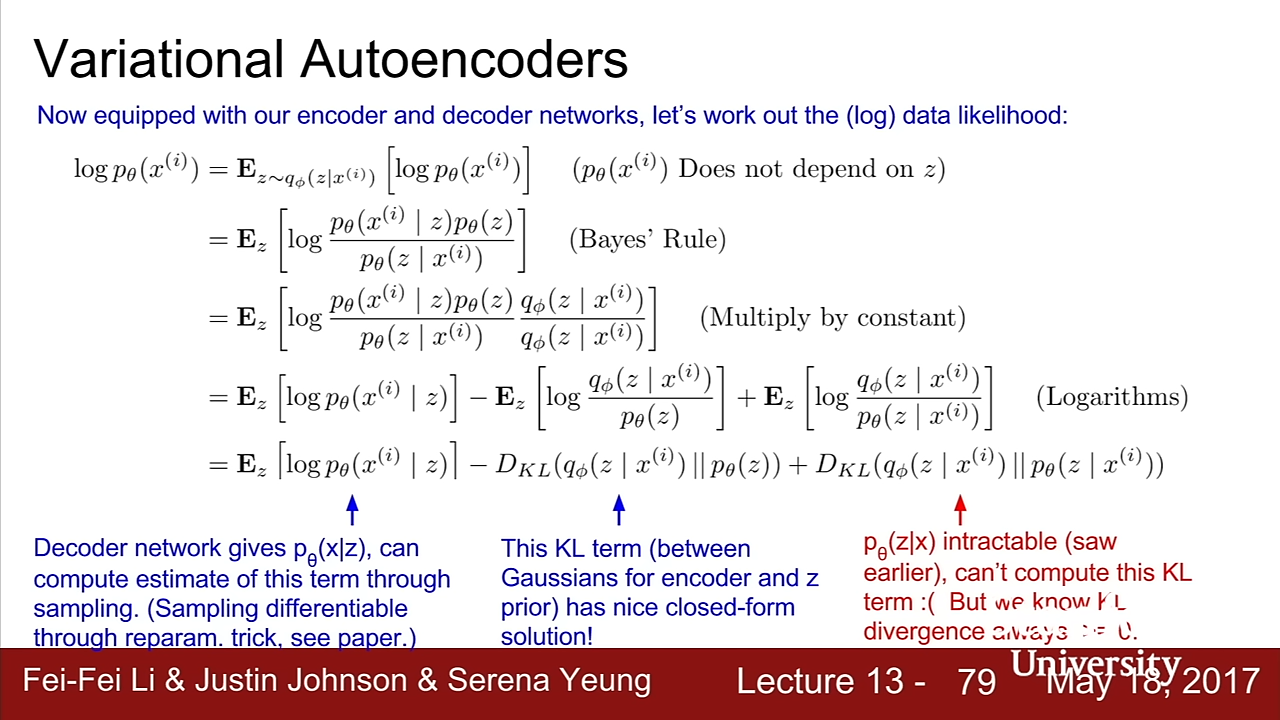 Variational Autoencoders
Now equipped with our encoder and decoder networks, let's work out the (log) data likelihood:
log p_θ(x^(i)) = E_{z∼q_ϕ(z|x^(i))} [log p_θ(x^(i))] (p_θ(x^(i)) Does not depend on z)
= E_z [log p_θ(x^(i) | z)p_θ(z) / p_θ(z | x^(i))] (Bayes' Rule)
= E_z [log p_θ(x^(i) | z)p_θ(z) / p_θ(z | x^(i)) q_ϕ(z | x^(i)) / q_ϕ(z | x^(i))] (Multiply by constant)
= E_z [log p_θ(x^(i) | z)] − E_z [log q_ϕ(z | x^(i)) / p_θ(z)] + E_z [log q_ϕ(z | x^(i)) / p_θ(z | x^(i))] (Logarithms)
= E_z [log p_θ(x^(i) | z)] − D_KL(q_ϕ(z | x^(i)) || p_θ(z)) + D_KL(q_ϕ(z | x^(i)) || p_θ(z | x^(i)))
Decoder network gives p_θ(x|z), can
compute estimate of this term through
sampling. (Sampling differentiable
through reparam. trick, see paper.)
This KL term (between
Gaussians for encoder and z
prior) has nice closed-form
solution!
p_θ(z|x) intractable (saw
earlier), can't compute this KL
term :( But we know KL
divergence always >= 0.
Fei-Fei Li & Justin Johnson & Serena Yeung
Lecture 13 - 79 May 18, 2017
University